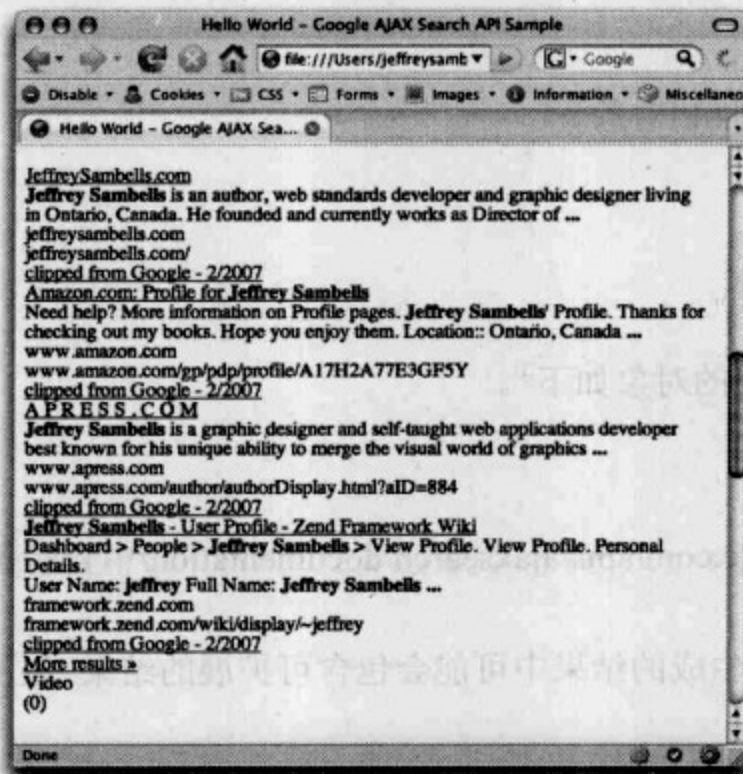 Hello World – Google AJAX Search API Sample
file:///Users/jeffreysamb
G Google
Disable Cookies CSS Forms Images Information Miscellaneo
Hello World – Google AJAX Sea...
JeffreySambells.com
Jeffrey Sambells is an author, web standards developer and graphic designer living
in Ontario, Canada. He founded and currently works as Director of ...
jeffreysambells.com
jeffreysambells.com/
clipped from Google - 2/2007
Amazon.com: Profile for Jeffrey Sambells
Need help? More information on Profile pages. Jeffrey Sambells' Profile. Thanks for
checking out my books. Hope you enjoy them. Location:: Ontario, Canada ...
www.amazon.com
www.amazon.com/gp/pdp/profile/A17H2A77E3GF5Y
clipped from Google - 2/2007
A P R E S S . C O M
Jeffrey Sambells is a graphic designer and self-taught web applications developer
best known for his unique ability to merge the visual world of graphics ...
www.apress.com
www.apress.com/author/authorDisplay.html?aID=884
clipped from Google - 2/2007
Jeffrey Sambells - User Profile - Zend Framework Wiki
Dashboard > People > Jeffrey Sambells > View Profile. View Profile. Personal
Details.
User Name: jeffrey Full Name: Jeffrey Sambells ...
framework.zend.com
framework.zend.com/wiki/display/~jeffrey
clipped from Google - 2/2007
More results »
Video
(0)
Done